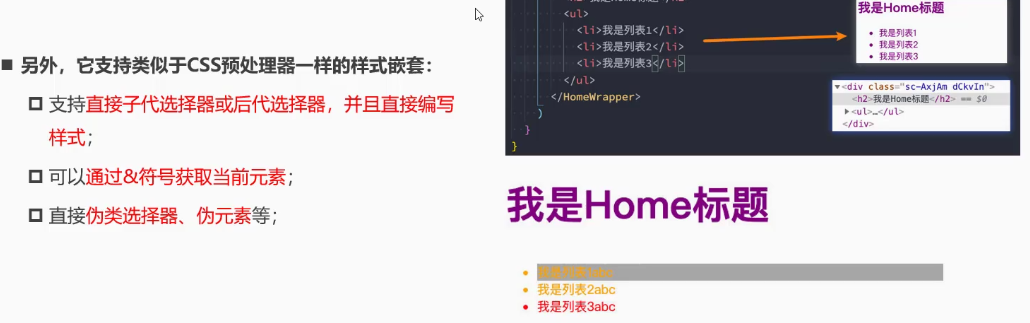 ■ 另外，它支持类似于CSS预处理器一样的样式嵌套：
支持直接子代选择器或后代选择器，并且直接编写
样式；
可以通过&符号获取当前元素；
直接伪类选择器、伪元素等；
<ul>
<li>我是列表1</li>
<li>我是列表2</li>
<li>我是列表3</li>
</ul>
</HomeWrapper>
)
}
}
我是Home标题
• 我是列表1
• 我是列表2
• 我是列表3
▼<div class="sc-AxjAm dCkvIn">
<h2>我是Home标题</h2> == $0
▶<ul>…</ul>
</div>
我是Home标题
• 我是列表1abc
• 我是列表2abc
• 我是列表3abc